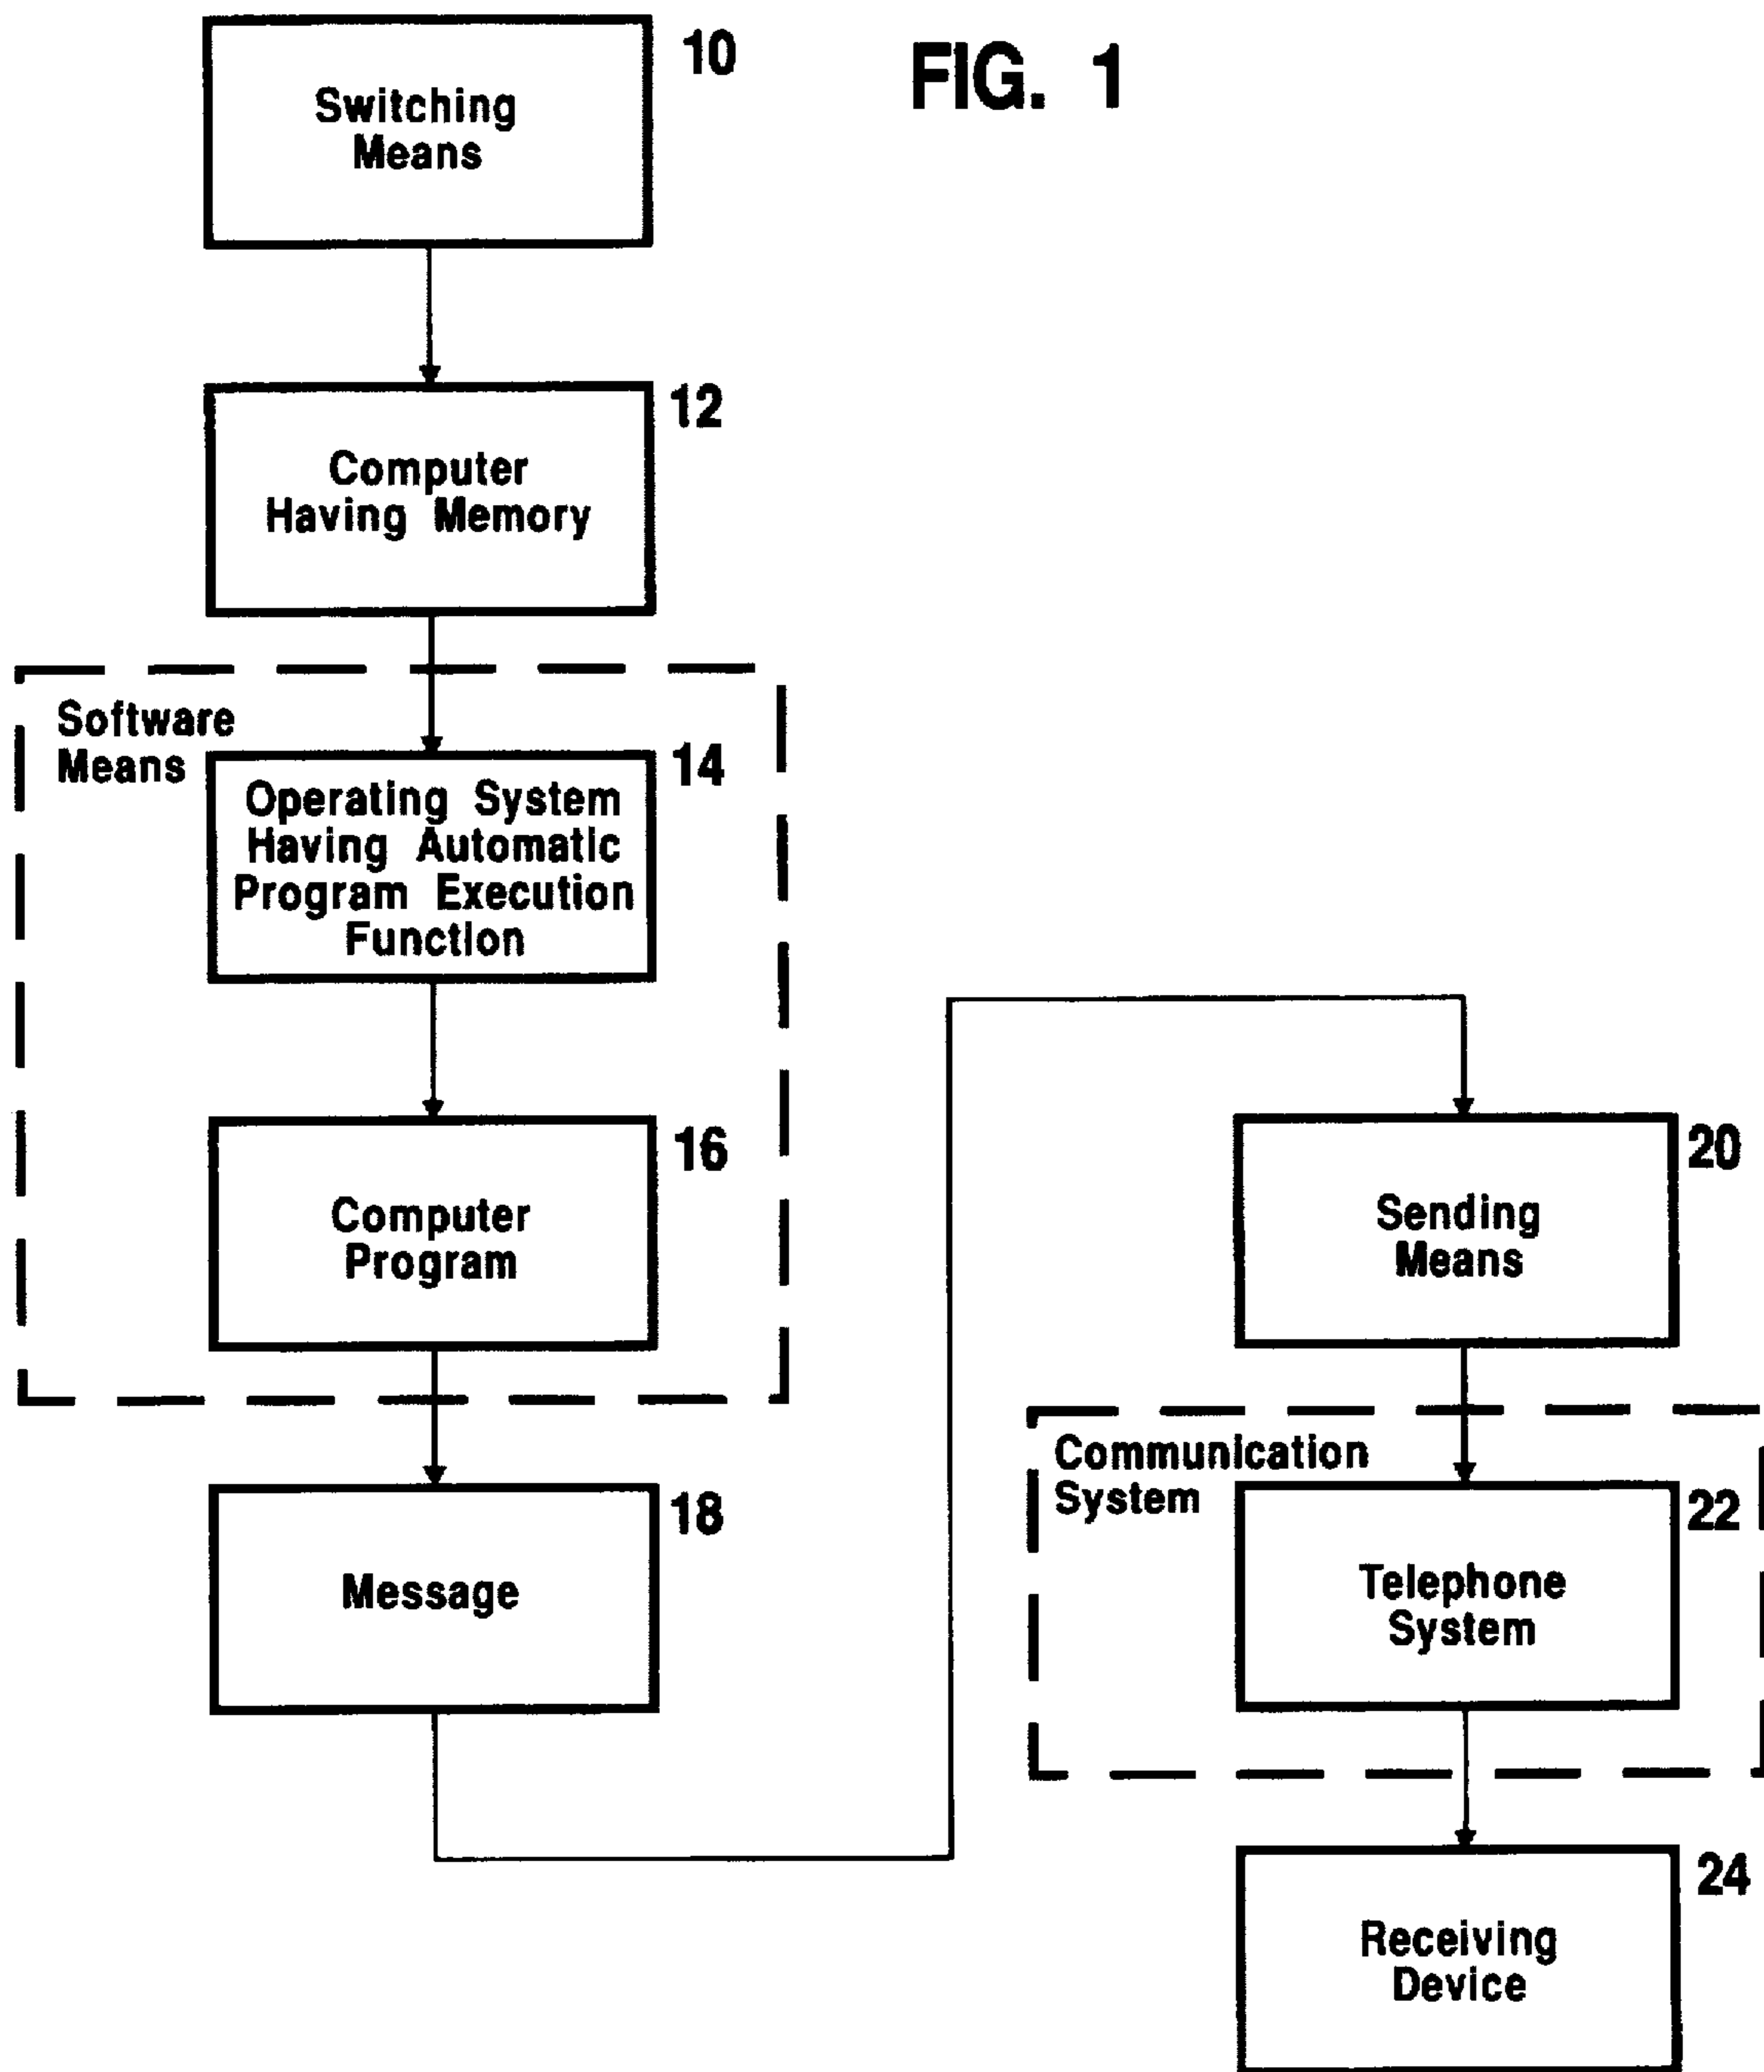 FIG. 1
10
Switching
Means
12
Computer
Having Memory
Software
Means
14
Operating System
Having Automatic
Program Execution
Function
16
Computer
Program
18
Message
20
Sending
Means
Communication
System
22
Telephone
System
24
Receiving
Device